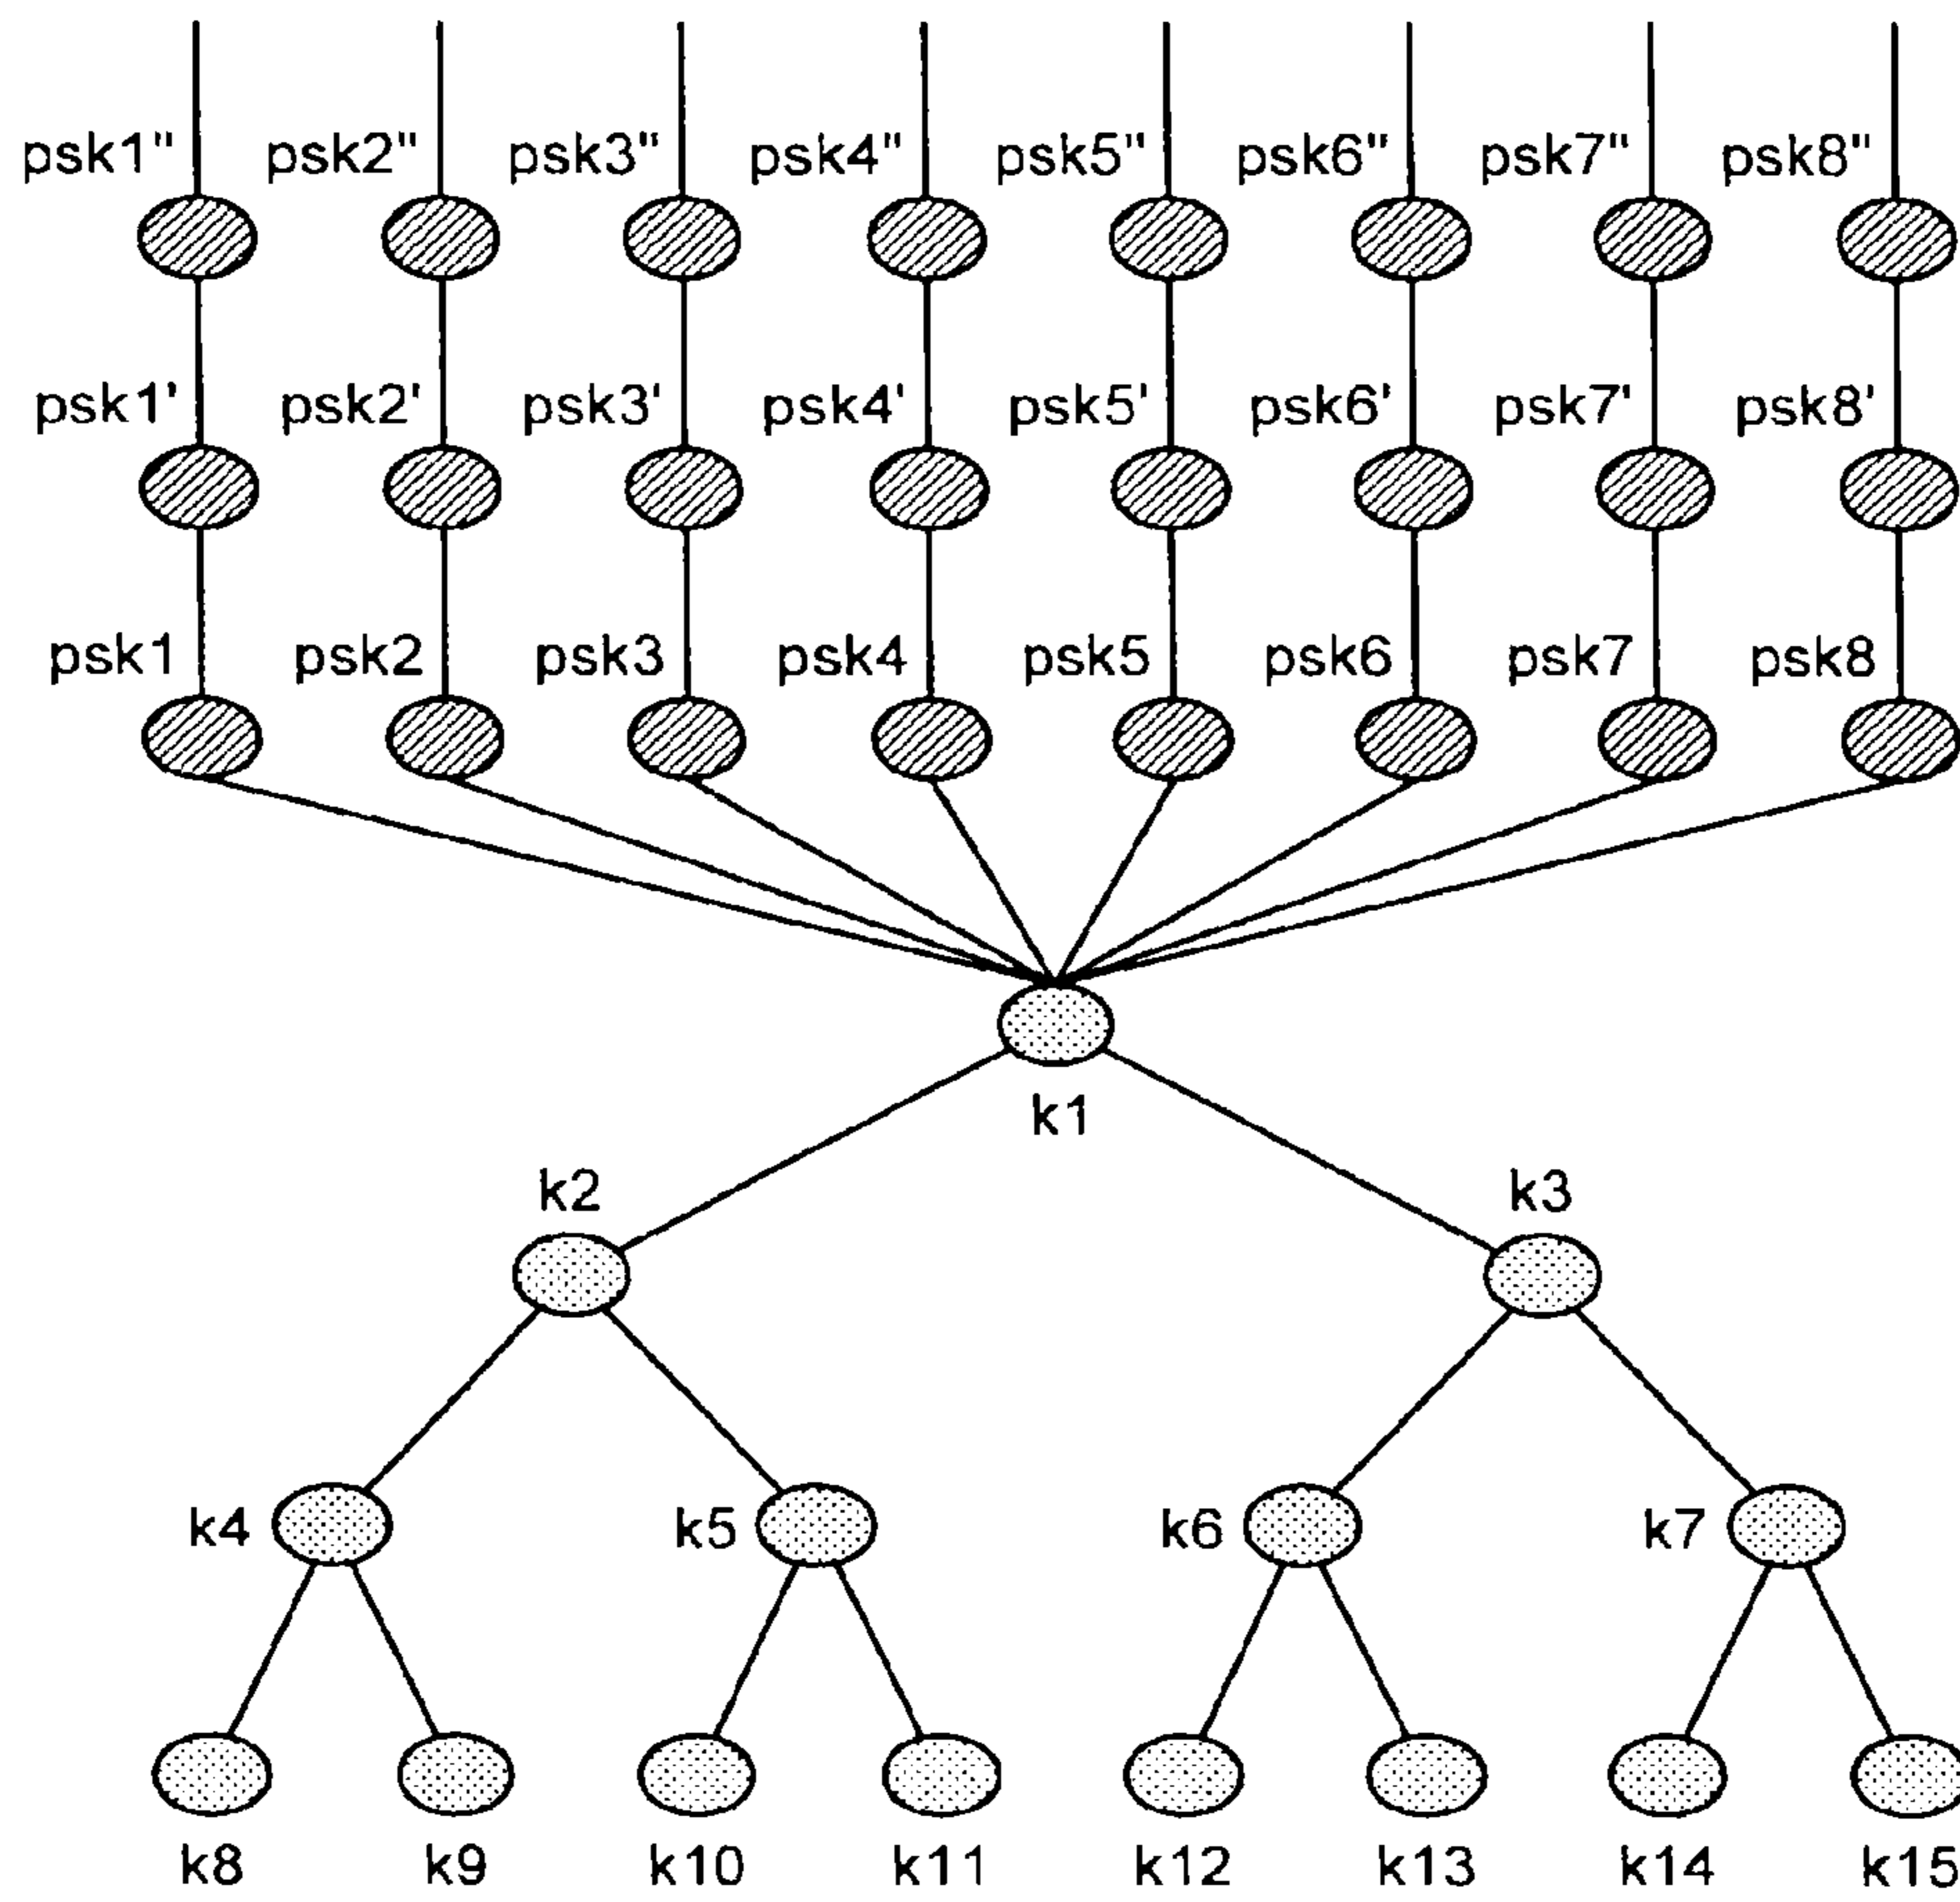 psk1" psk2" psk3" psk4" psk5" psk6" psk7" psk8"
psk1' psk2' psk3' psk4' psk5' psk6' psk7' psk8'
psk1 psk2 psk3 psk4 psk5 psk6 psk7 psk8
k1
k2 k3
k4 k5 k6 k7
k8 k9 k10 k11 k12 k13 k14 k15